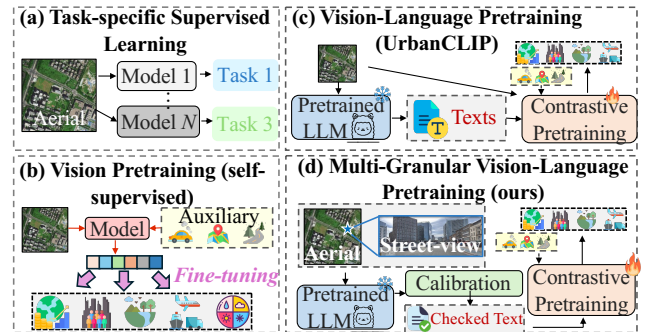 (a) Task-specific Supervised
Learning
Aerial
Model 1
Task 1
Model N
Task 3
(b) Vision Pretraining (self-
supervised)
Model
Auxiliary
Fine-tuning
(c) Vision-Language Pretraining
(UrbanCLIP)
Pretrained
LLM
T
Texts
Contrastive
Pretraining
(d) Multi-Granular Vision-Language
Pretraining (ours)
Aerial
Street-view
Pretrained
LLM
Calibration
Checked Text
Contrastive
Pretraining